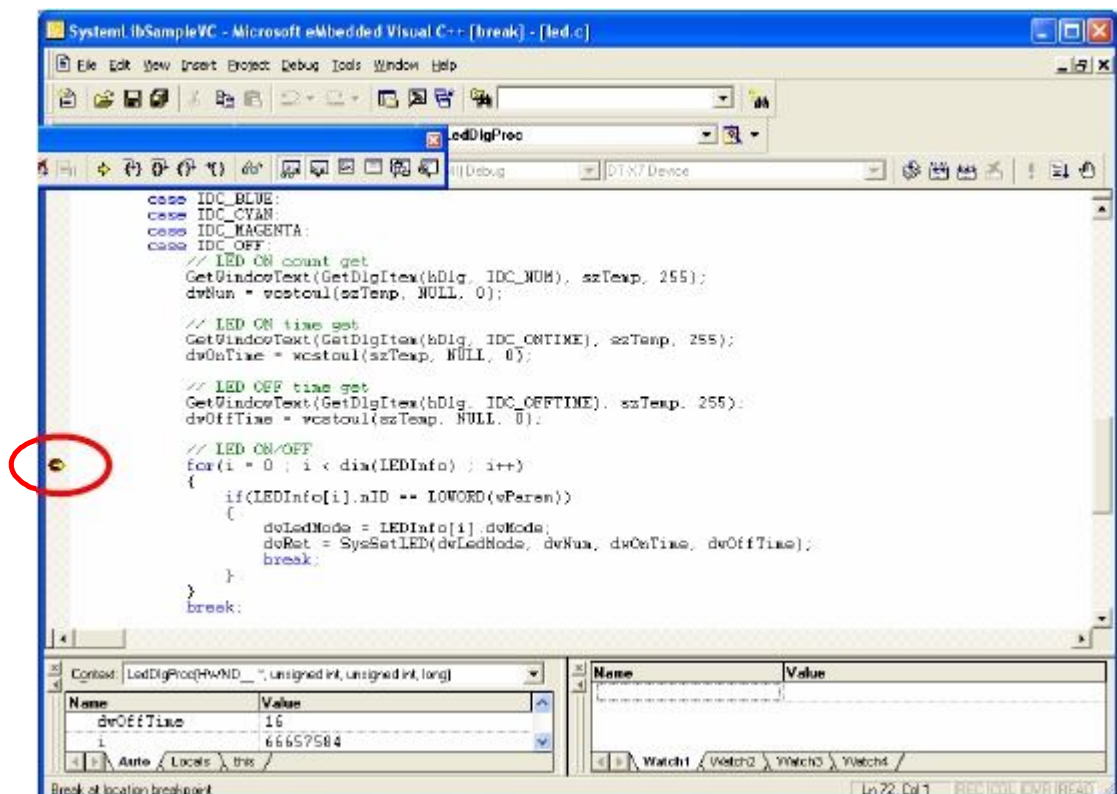 SystemLibSampleVC - Microsoft eMbedded Visual C++ [break] - [led.c]
File Edit View Insert Project Debug Tools Window Help
LedDlgProc
Debug DT-X7 Device
case IDC_BLUE:
case IDC_CYAN:
case IDC_MAGENTA:
case IDC_OFF:
// LED ON count get
GetWindowText(GetDlgItem(hDlg, IDC_NUM), szTemp, 255);
dwNum = wcstoul(szTemp, NULL, 0);
// LED ON time get
GetWindowText(GetDlgItem(hDlg, IDC_ONTIME), szTemp, 255);
dwOnTime = wcstoul(szTemp, NULL, 0);
// LED OFF time get
GetWindowText(GetDlgItem(hDlg, IDC_OFFTIME), szTemp, 255);
dwOffTime = wcstoul(szTemp, NULL, 0);
// LED ON/OFF
for(i = 0 ; i < dim(LEDInfo) ; i++)
{
if(LEDInfo[i].nID == LOWORD(wParam))
{
dwLedMode = LEDInfo[i].dwMode;
dwRet = SysSetLED(dwLedMode, dwNum, dwOnTime, dwOffTime);
break;
}
}
break;
Context: LedDlgProc(HWND__ *, unsigned int, unsigned int, long)
Name Value
dwOffTime 16
i 66657584
Auto Locals this
Name Value
Watch1 Watch2 Watch3 Watch4
Break at location breakpoint
Ln 72, Col 1 REC COL OVR READ